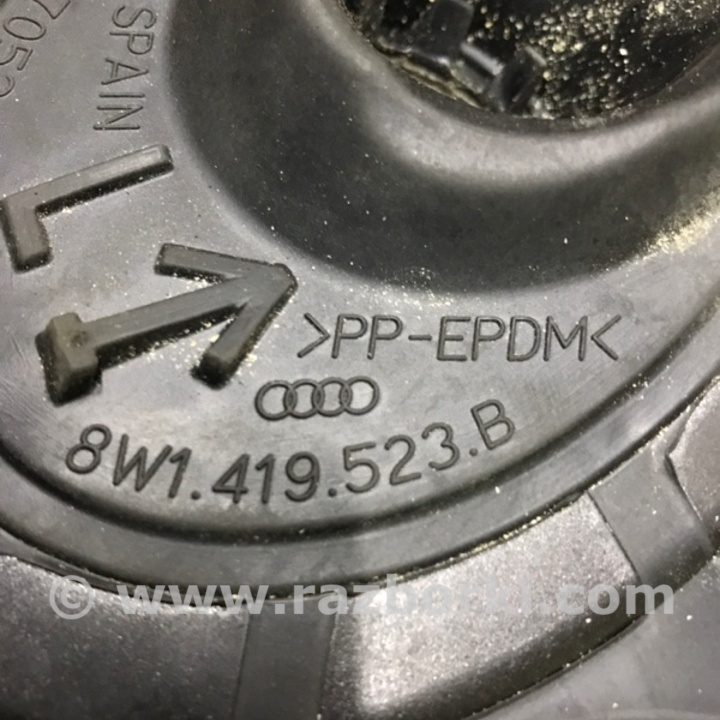 SPAIN
L
>PP-EPDM<
8W1.419.523.B